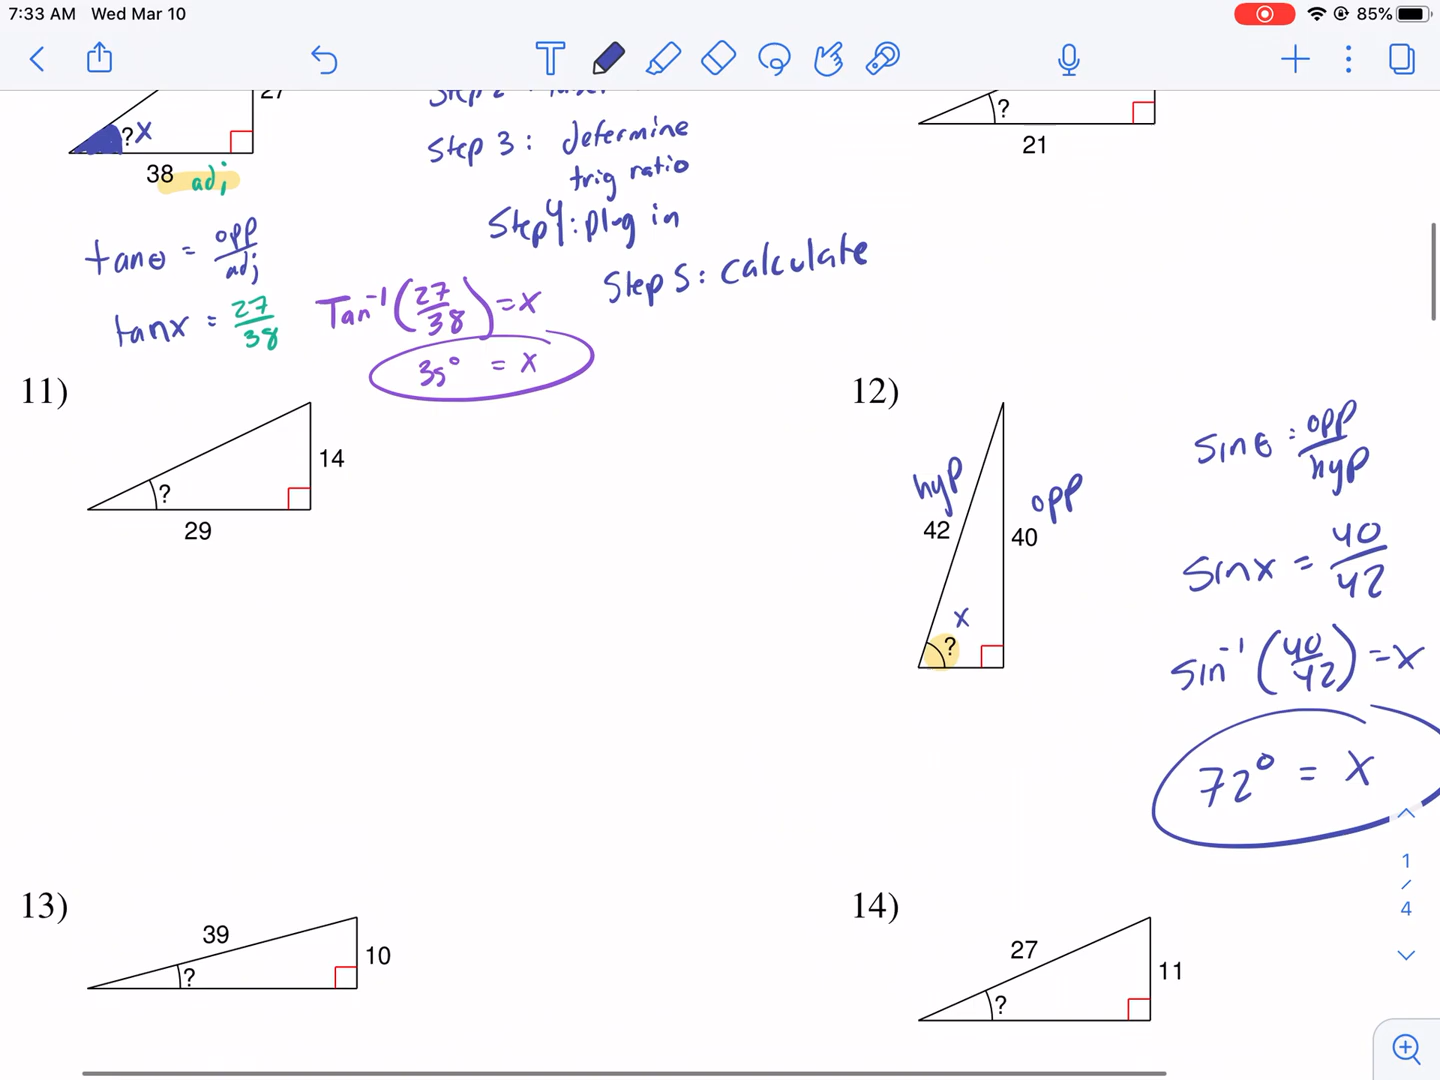 7:33 AM Wed Mar 10
85%
27
? x
38 adj
Step 3: determine
trig ratio
Step 4: plug in
Step 5: calculate
?
21
tanθ = opp/adj
tanx = 27/38
Tan⁻¹(27/38) = x
35° = x
11)
14
?
29
12)
hyp
42
opp
40
x
?
sinθ = opp/hyp
sinx = 40/42
sin⁻¹(40/42) = x
72° = x
13)
39
10
?
14)
27
11
?
1
/
4